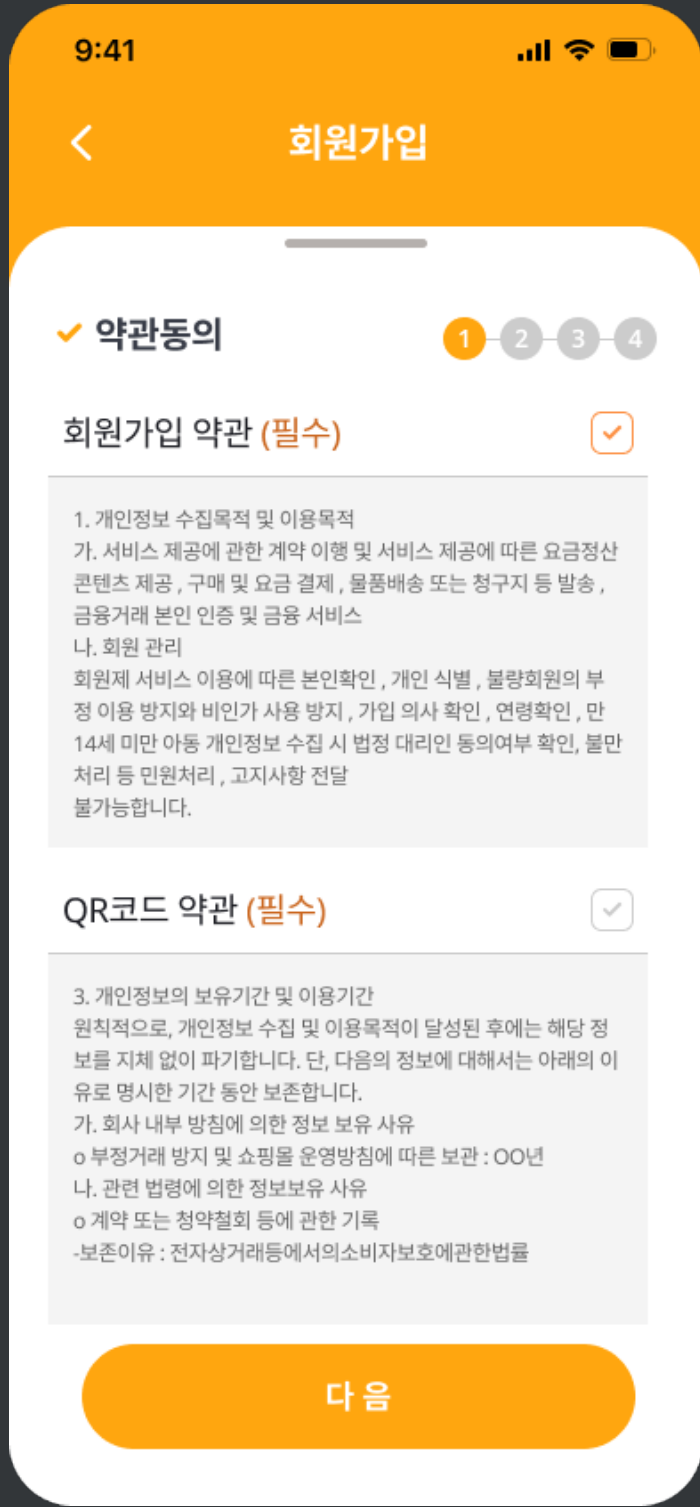 9:41
회원가입
약관동의
1 2 3 4
회원가입 약관 (필수)
1. 개인정보 수집목적 및 이용목적
가. 서비스 제공에 관한 계약 이행 및 서비스 제공에 따른 요금정산
콘텐츠 제공 , 구매 및 요금 결제 , 물품배송 또는 청구지 등 발송 ,
금융거래 본인 인증 및 금융 서비스
나. 회원 관리
회원제 서비스 이용에 따른 본인확인 , 개인 식별 , 불량회원의 부
정 이용 방지와 비인가 사용 방지 , 가입 의사 확인 , 연령확인 , 만
14세 미만 아동 개인정보 수집 시 법정 대리인 동의여부 확인, 불만
처리 등 민원처리 , 고지사항 전달
불가능합니다.
QR코드 약관 (필수)
3. 개인정보의 보유기간 및 이용기간
원칙적으로, 개인정보 수집 및 이용목적이 달성된 후에는 해당 정
보를 지체 없이 파기합니다. 단, 다음의 정보에 대해서는 아래의 이
유로 명시한 기간 동안 보존합니다.
가. 회사 내부 방침에 의한 정보 보유 사유
o 부정거래 방지 및 쇼핑몰 운영방침에 따른 보관 : OO년
나. 관련 법령에 의한 정보보유 사유
o 계약 또는 청약철회 등에 관한 기록
-보존이유 : 전자상거래등에서의소비자보호에관한법률
다 음